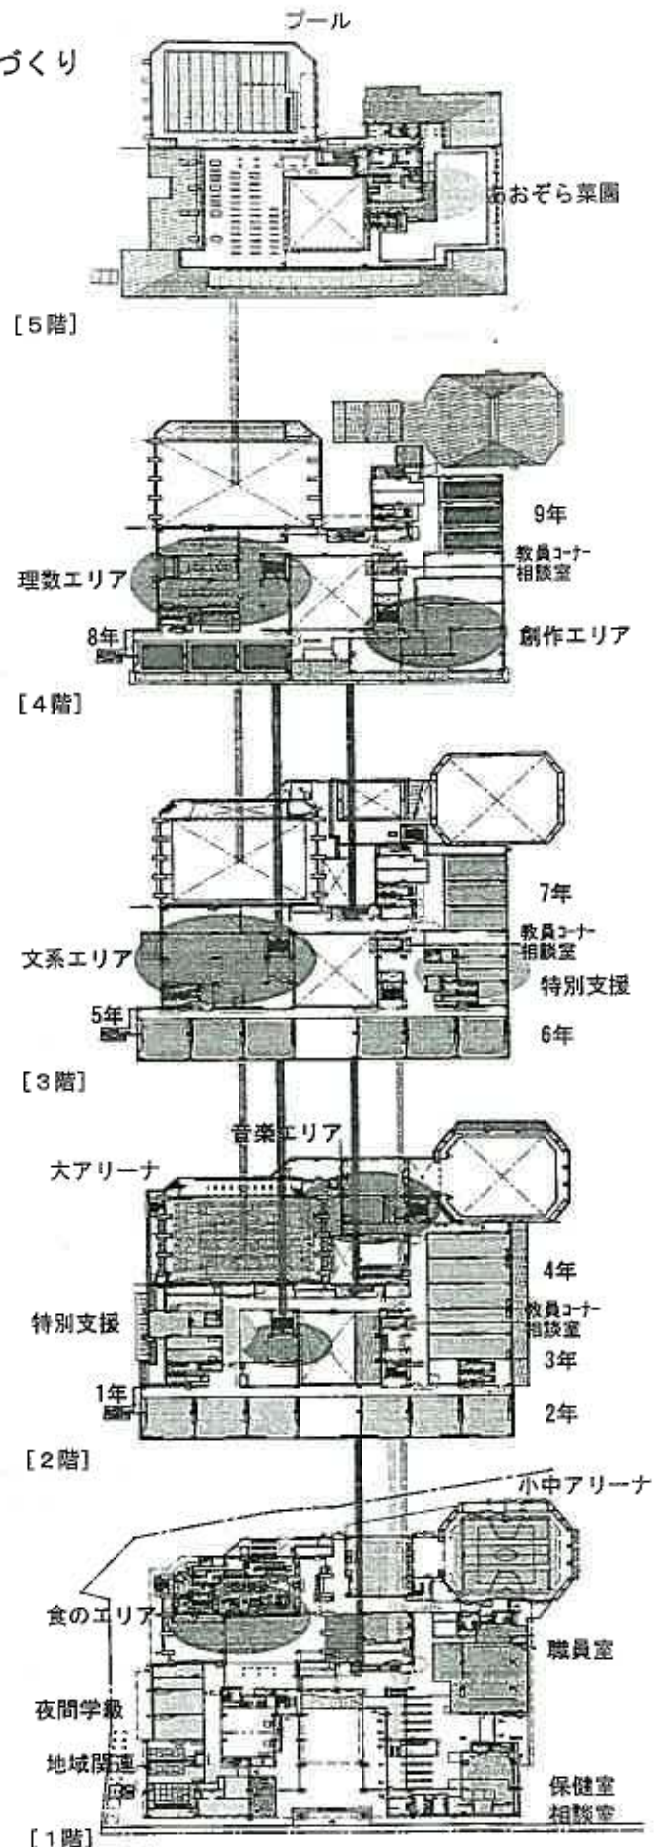 プール
づくり
あおぞら菜園
[5階]
9年
教員コーナー
相談室
理数エリア
8年
創作エリア
[4階]
7年
教員コーナー
相談室
文系エリア
特別支援
5年
6年
[3階]
音楽エリア
大アリーナ
4年
特別支援
教員コーナー
相談室
3年
1年
2年
[2階]
小中アリーナ
食のエリア
職員室
夜間学級
地域関連
保健室
相談室
[1階]